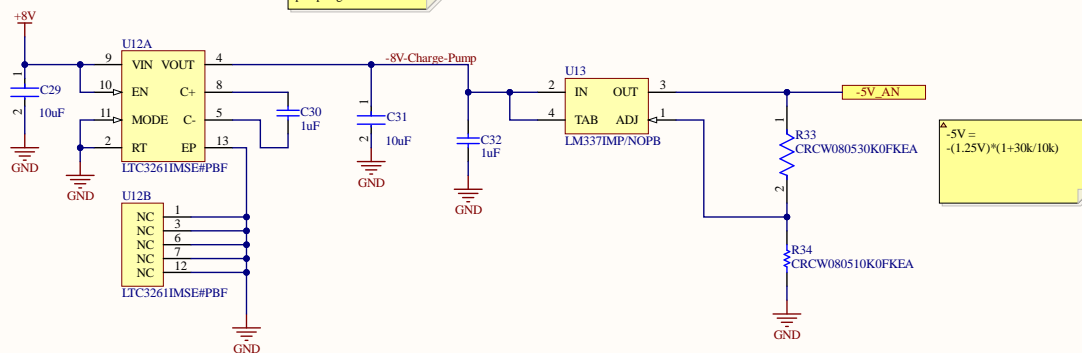 +8V
U12A
9 VIN VOUT 4
-8V-Charge-Pump
10 EN C+ 8
11 MODE C- 5
2 RT EP 13
LTC3261IMSE#PBF
1
C29
2
10uF
GND
GND
C30
1uF
1
C31
2
10uF
GND
C32
1uF
GND
U13
2 IN OUT 3
4 TAB ADJ 1
LM337IMP/NOPB
-5V_AN
1
R33
CRCW080530K0FKEA
2
R34
CRCW080510K0FKEA
GND
-5V =
-(1.25V)*(1+30k/10k)
U12B
NC 1
NC 3
NC 6
NC 7
NC 12
LTC3261IMSE#PBF
GND